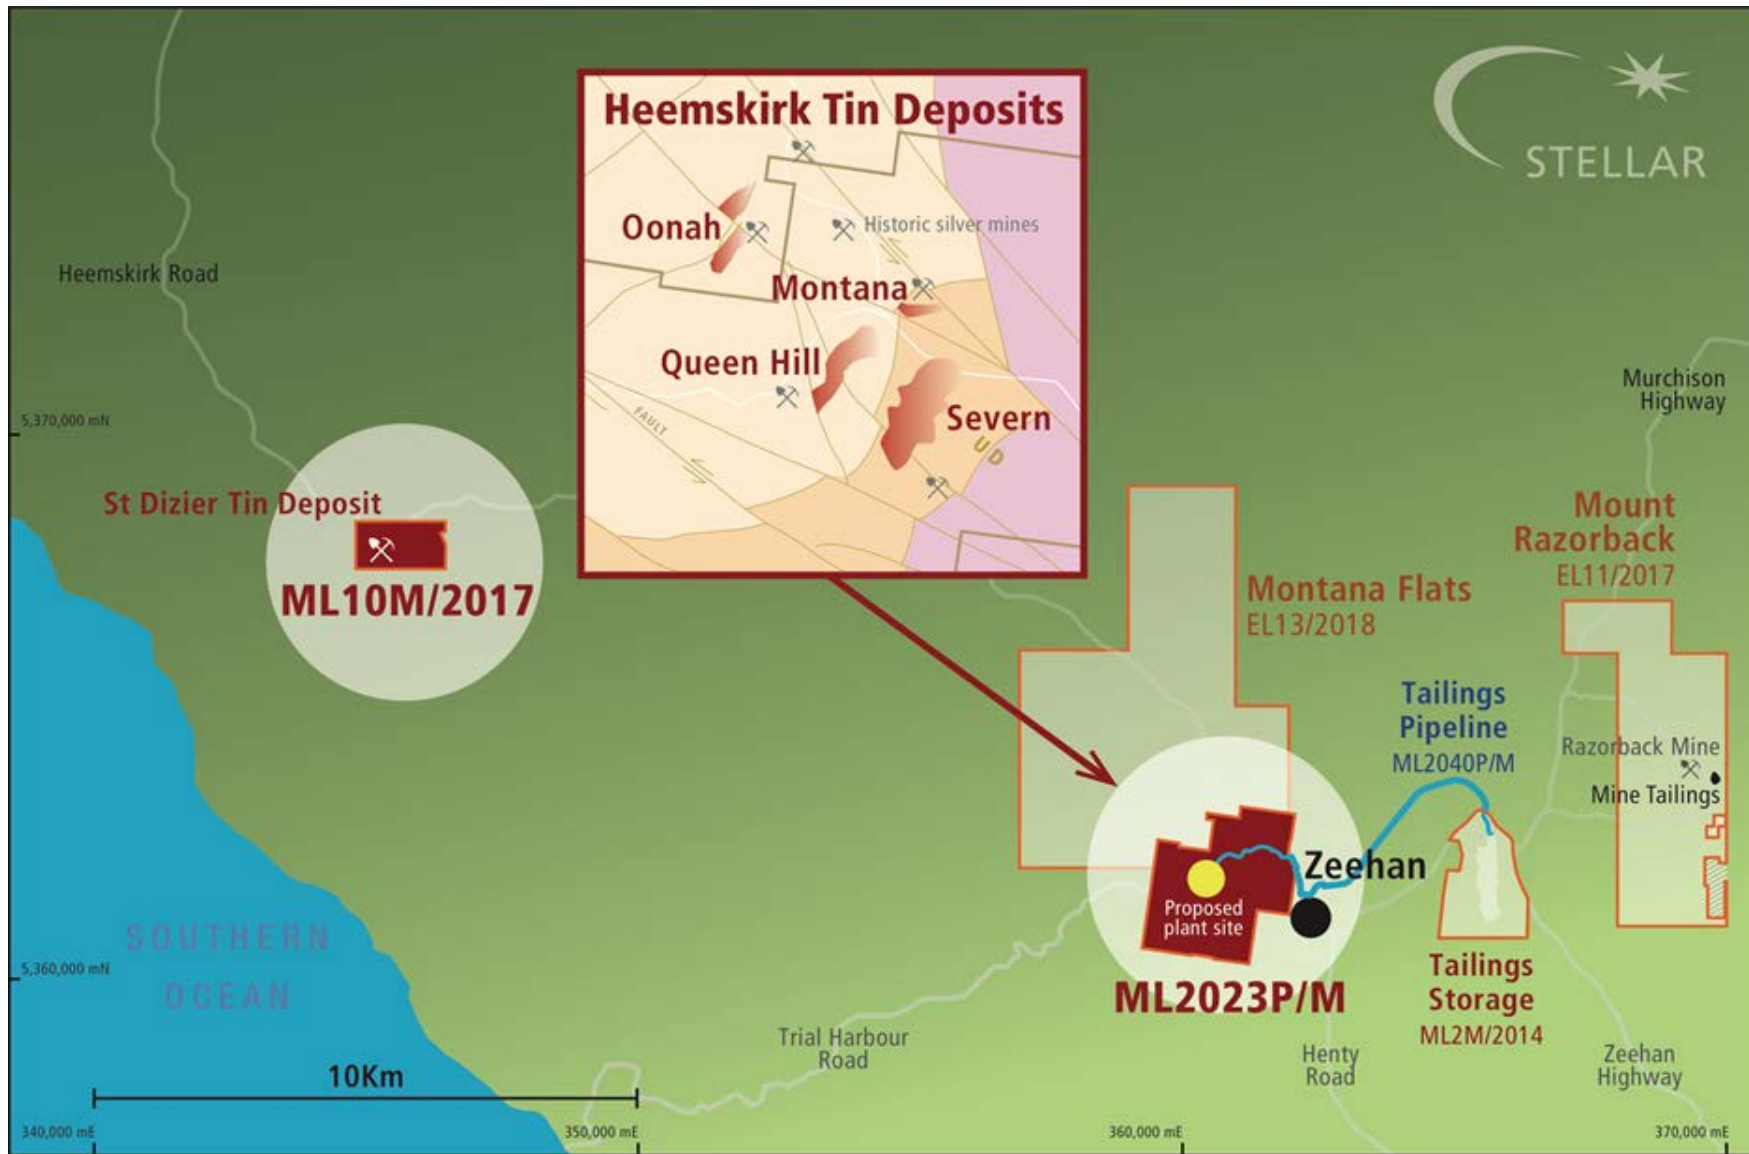 STELLAR
Heemskirk Tin Deposits
Oonah
Historic silver mines
Montana
Queen Hill
Severn
FAULT
U D
Heemskirk Road
5,370,000 mN
Murchison
Highway
St Dizier Tin Deposit
ML10M/2017
Mount
Razorback
EL11/2017
Montana Flats
EL13/2018
Tailings
Pipeline
ML2040P/M
Razorback Mine
Mine Tailings
Zeehan
Proposed
plant site
ML2023P/M
Tailings
Storage
ML2M/2014
SOUTHERN
OCEAN
5,360,000 mN
Trial Harbour
Road
Henty
Road
Zeehan
Highway
10Km
340,000 mE
350,000 mE
360,000 mE
370,000 mE